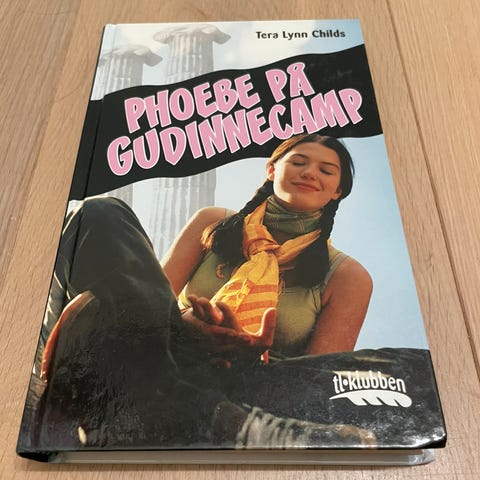 Tera Lynn Childs
PHOEBE PÅ
GUDINNECAMP
tl•klubben